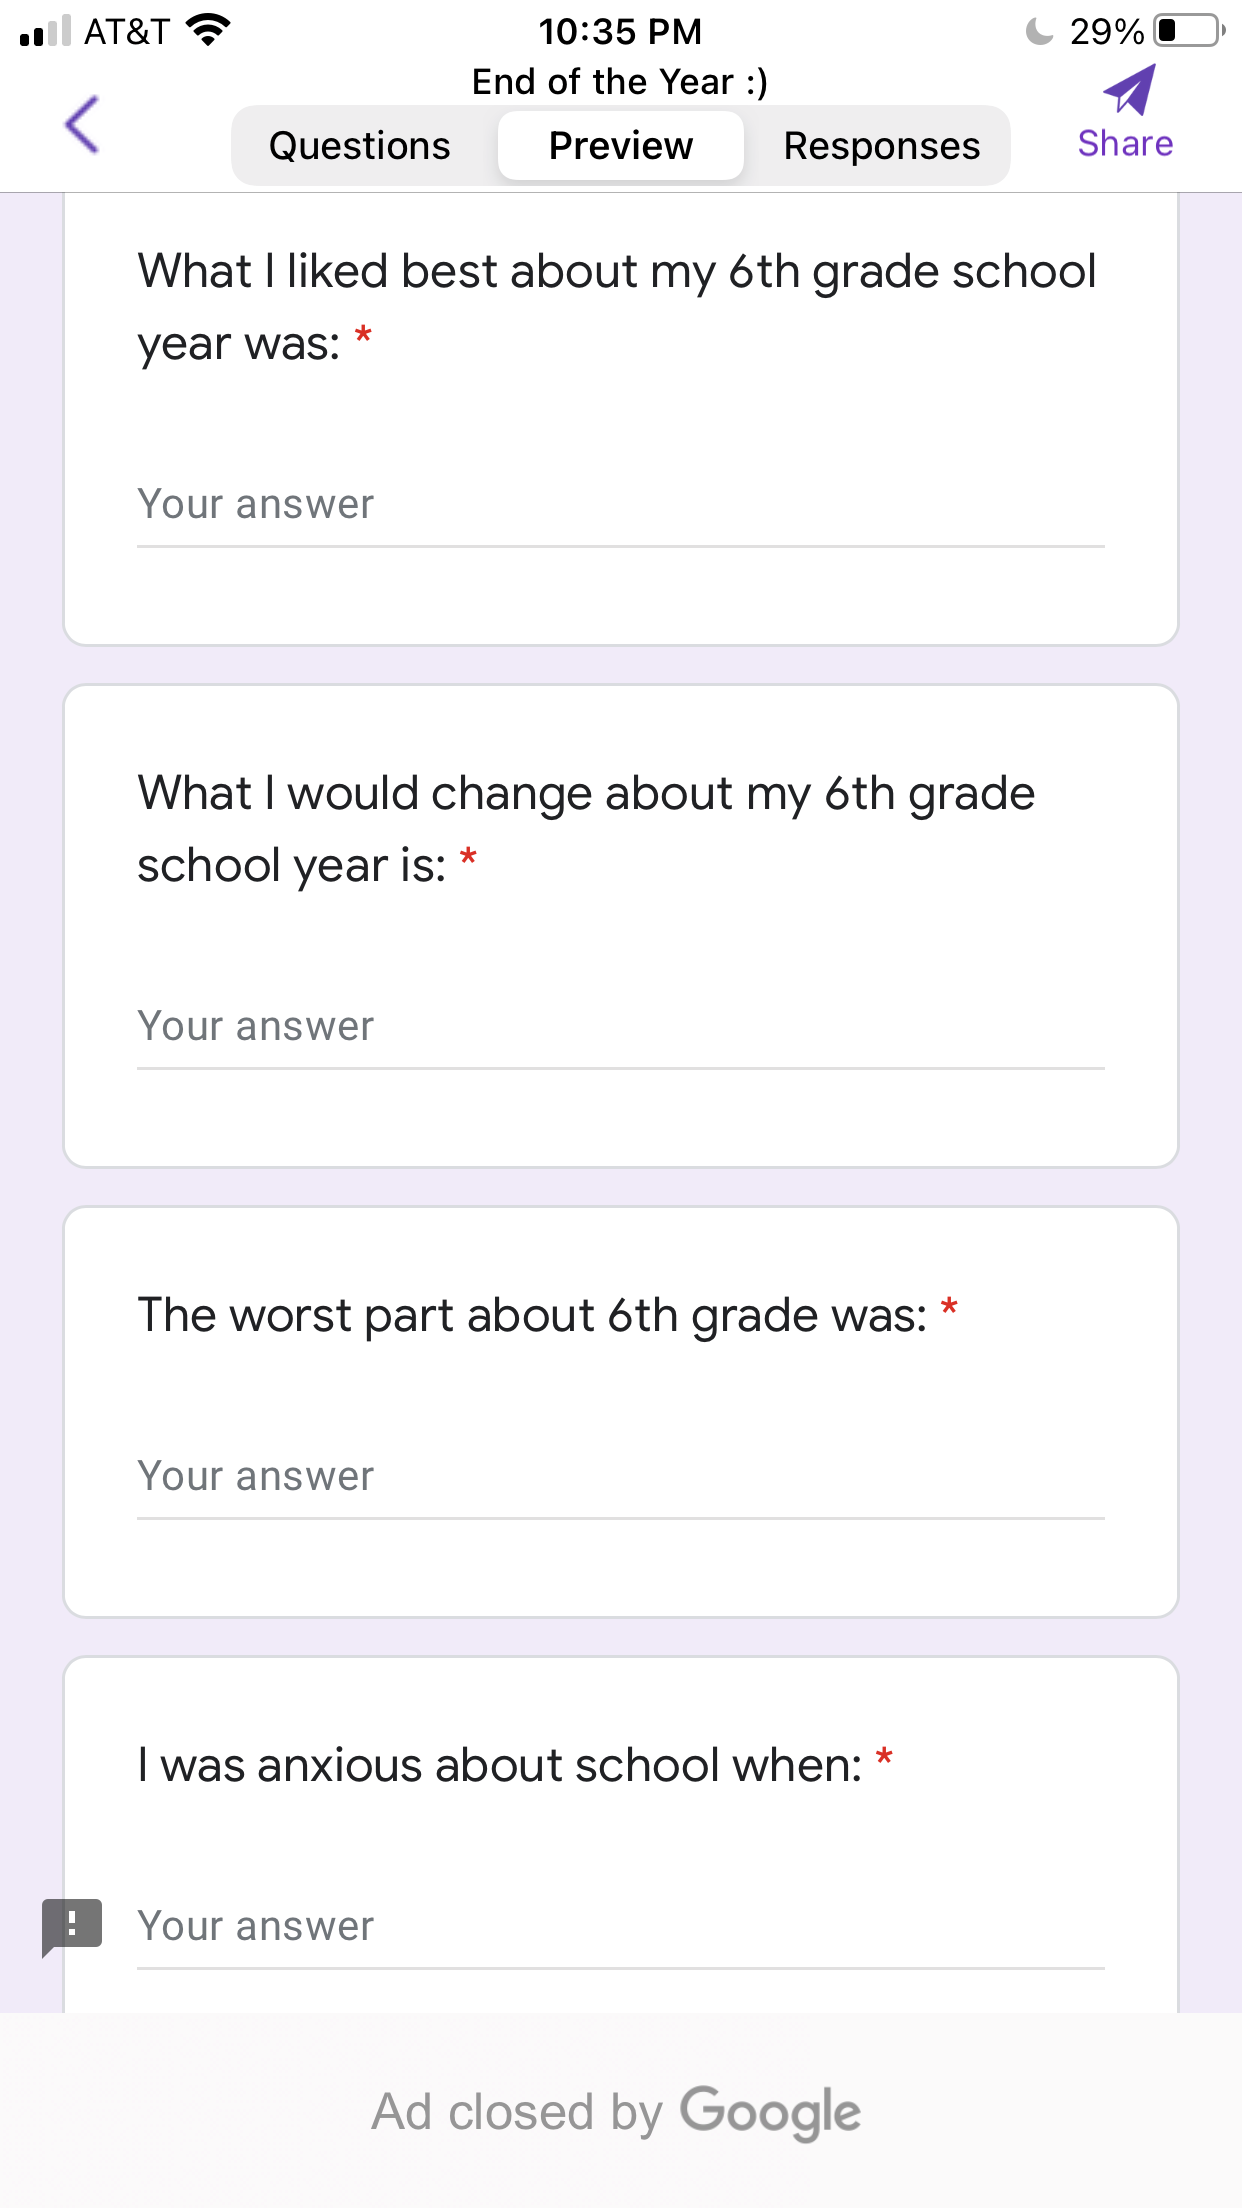 AT&T 10:35 PM 29%
End of the Year :)
Questions Preview Responses Share
What I liked best about my 6th grade school
year was: *
Your answer
What I would change about my 6th grade
school year is: *
Your answer
The worst part about 6th grade was: *
Your answer
I was anxious about school when: *
! Your answer
Ad closed by Google